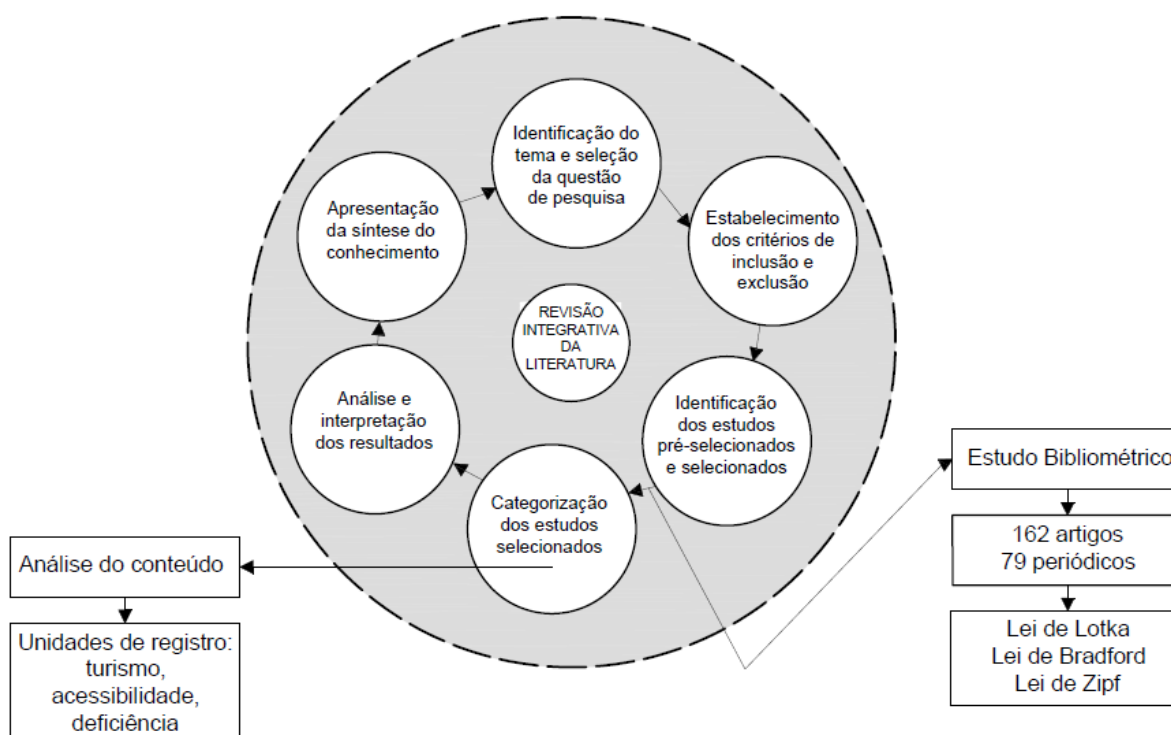 Identificação do
tema e seleção
da questão
de pesquisa
Estabelecimento
dos critérios de
inclusão e
exclusão
Identificação
dos estudos
pré-selecionados
e selecionados
Categorização
dos estudos
selecionados
Análise e
interpretação
dos resultados
Apresentação
da síntese do
conhecimento
REVISÃO
INTEGRATIVA
DA
LITERATURA
Estudo Bibliométrico
162 artigos
79 periódicos
Lei de Lotka
Lei de Bradford
Lei de Zipf
Análise do conteúdo
Unidades de registro:
turismo,
acessibilidade,
deficiência